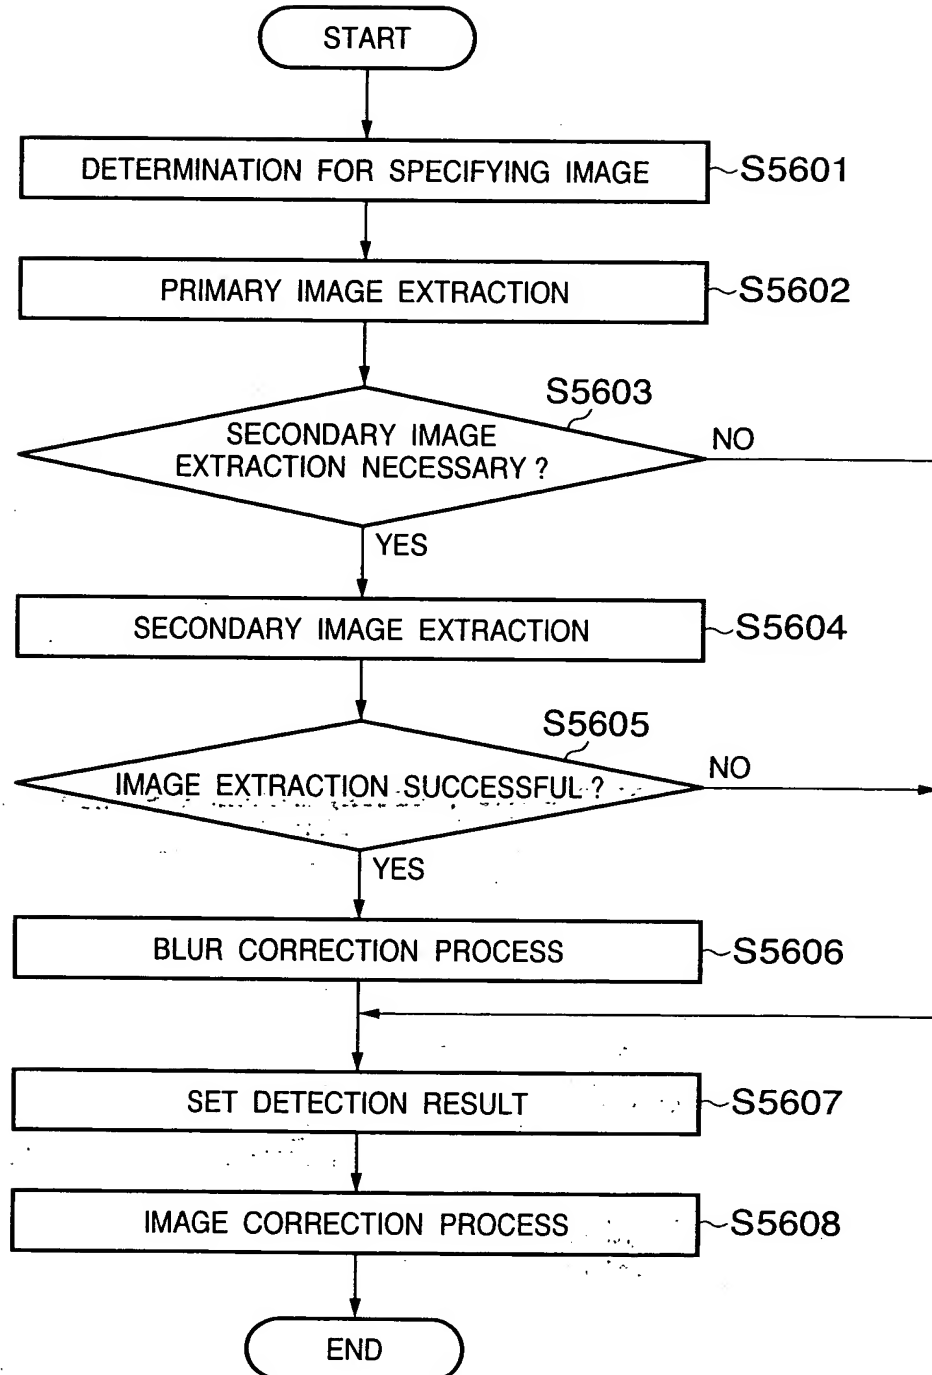 START
DETERMINATION FOR SPECIFYING IMAGE
S5601
PRIMARY IMAGE EXTRACTION
S5602
S5603
SECONDARY IMAGE
EXTRACTION NECESSARY ?
NO
YES
SECONDARY IMAGE EXTRACTION
S5604
S5605
IMAGE EXTRACTION SUCCESSFUL ?
NO
YES
BLUR CORRECTION PROCESS
S5606
SET DETECTION RESULT
S5607
IMAGE CORRECTION PROCESS
S5608
END